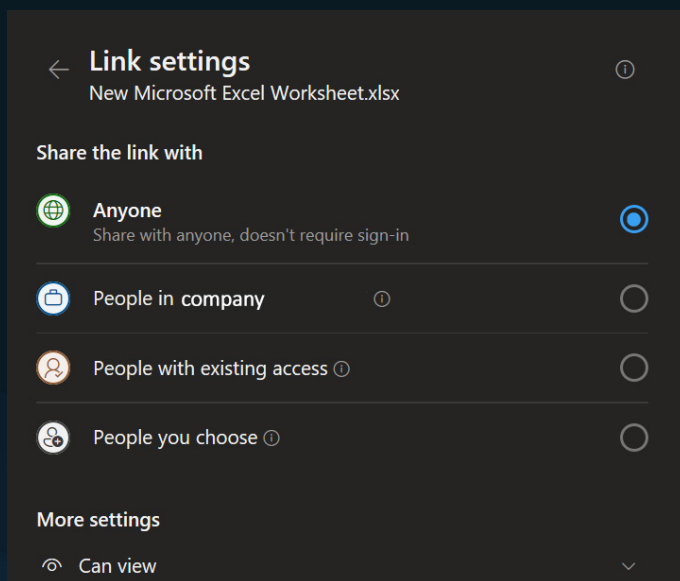 Link settings
New Microsoft Excel Worksheet.xlsx
Share the link with
Anyone
Share with anyone, doesn't require sign-in
People in company
People with existing access
People you choose
More settings
Can view